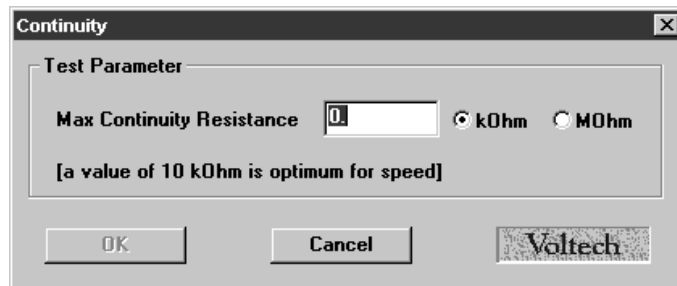 Continuity
Test Parameter
Max Continuity Resistance 0. kOhm MOhm
[a value of 10 kOhm is optimum for speed]
OK Cancel Voltech